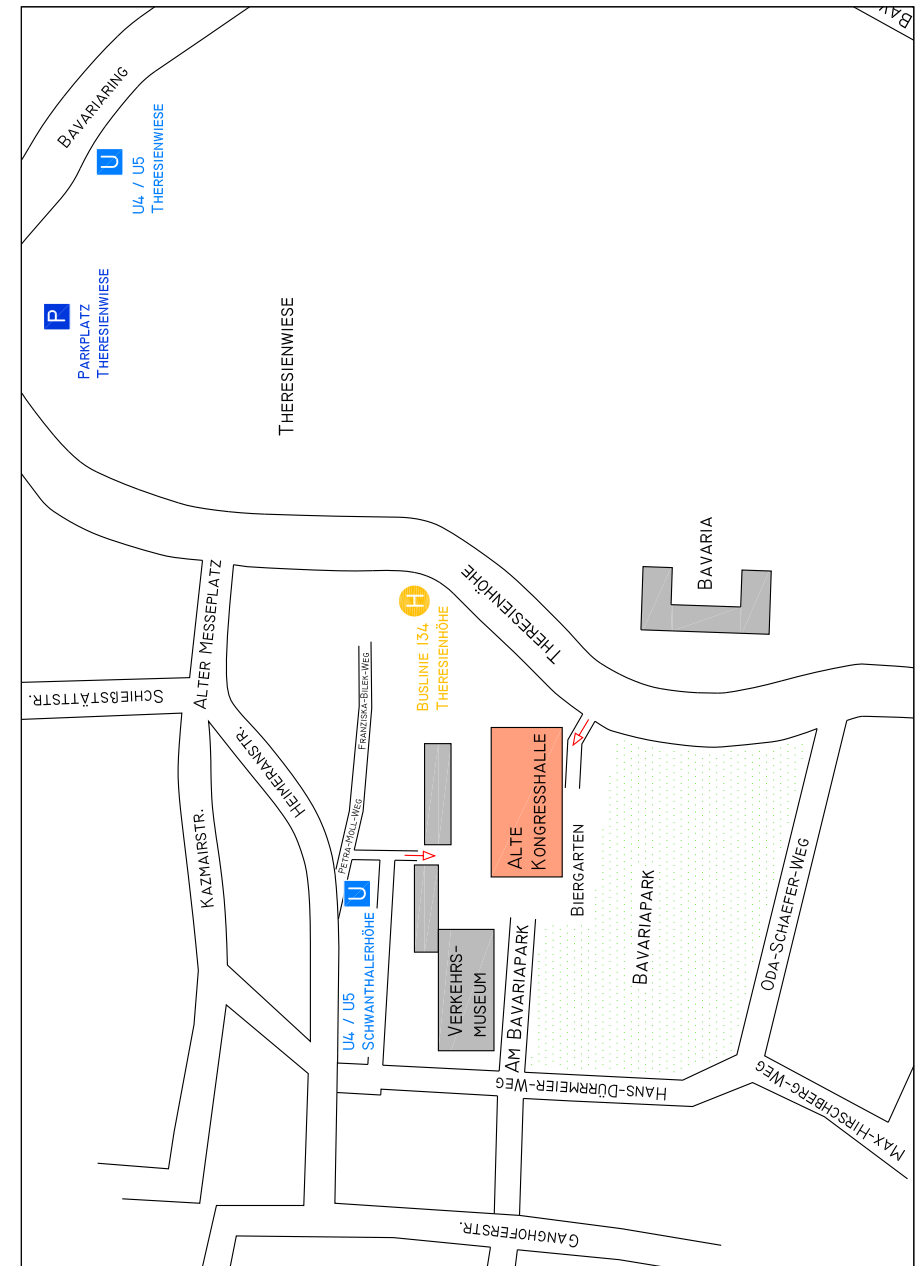 BAVARIARING
U
U4 / U5
THERESIENWIESE
P
PARKPLATZ
THERESIENWIESE
THERESIENWIESE
BAVARIA
THERESIENHÖHE
H
BUSLINIE 134
THERESIENHÖHE
ALTER MESSEPLATZ
SCHIEßSTÄTTSTR.
HEIMERANSTR.
KAZMAIRSTR.
FRANZISKA-BILEK-WEG
PETRA-MOLL-WEG
U
U4 / U5
SCHWANTHALERHÖHE
ALTE
KONGRESSHALLE
BIERGARTEN
BAVARIAPARK
VERKEHRS-
MUSEUM
AM BAVARIAPARK
ODA-SCHAEFER-WEG
HANS-DÜRRMEIER-WEG
MAX-HIRSCHBERG-WEG
GANGHOFERSTR.